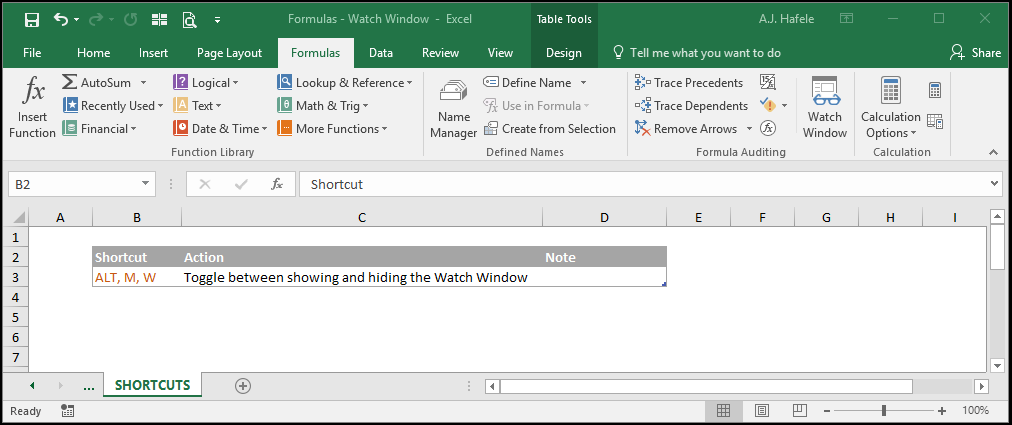 Formulas - Watch Window - Excel
Table Tools
A.J. Hafele
File Home Insert Page Layout Formulas Data Review View Design Tell me what you want to do Share
fx Insert Function
Σ AutoSum
Recently Used
Financial
? Logical
A Text
Date & Time
Lookup & Reference
θ Math & Trig
More Functions
Function Library
Name Manager
Define Name
fx Use in Formula
Create from Selection
Defined Names
Trace Precedents
Trace Dependents
Remove Arrows
fx
Watch Window
Formula Auditing
Calculation Options
Calculation
B2 fx Shortcut
A B C D E F G H I
1
2 Shortcut Action Note
3 ALT, M, W Toggle between showing and hiding the Watch Window
4
5
6
7
... SHORTCUTS
Ready 100%